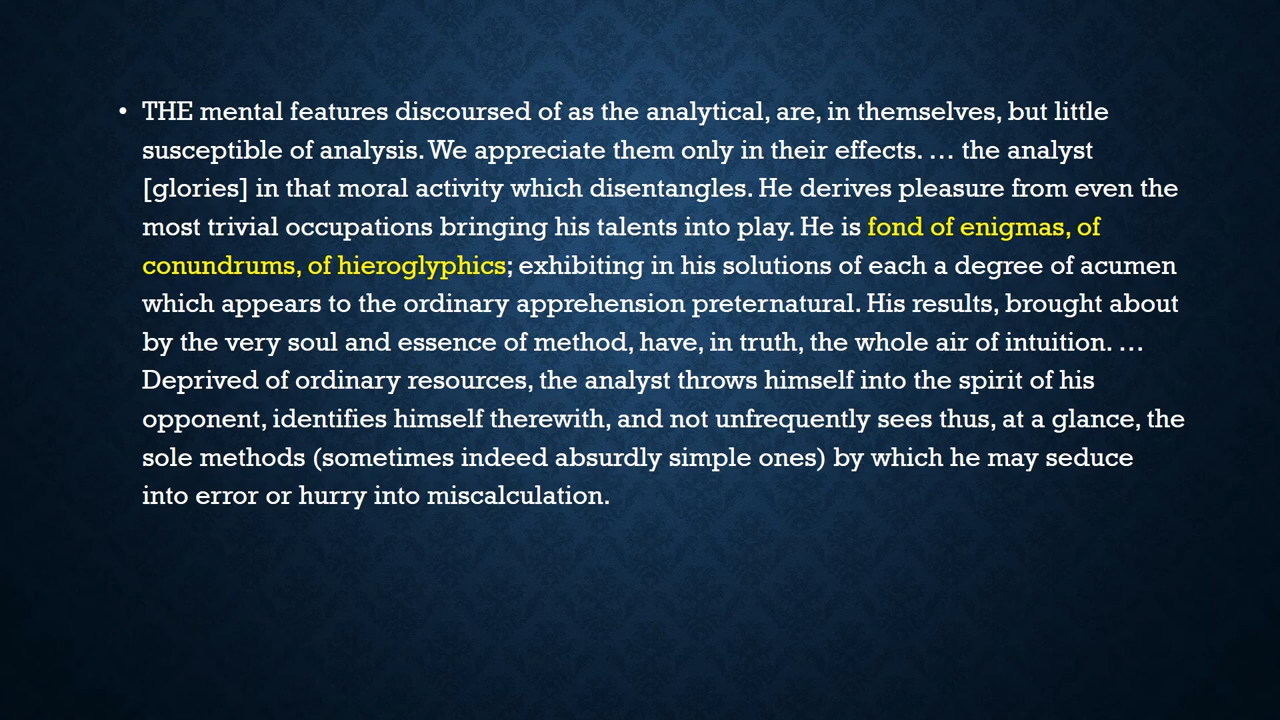 • THE mental features discoursed of as the analytical, are, in themselves, but little
susceptible of analysis. We appreciate them only in their effects. … the analyst
[glories] in that moral activity which disentangles. He derives pleasure from even the
most trivial occupations bringing his talents into play. He is fond of enigmas, of
conundrums, of hieroglyphics; exhibiting in his solutions of each a degree of acumen
which appears to the ordinary apprehension preternatural. His results, brought about
by the very soul and essence of method, have, in truth, the whole air of intuition. …
Deprived of ordinary resources, the analyst throws himself into the spirit of his
opponent, identifies himself therewith, and not unfrequently sees thus, at a glance, the
sole methods (sometimes indeed absurdly simple ones) by which he may seduce
into error or hurry into miscalculation.